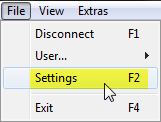 File View Extras
Disconnect F1
User...
Settings F2
Exit F4